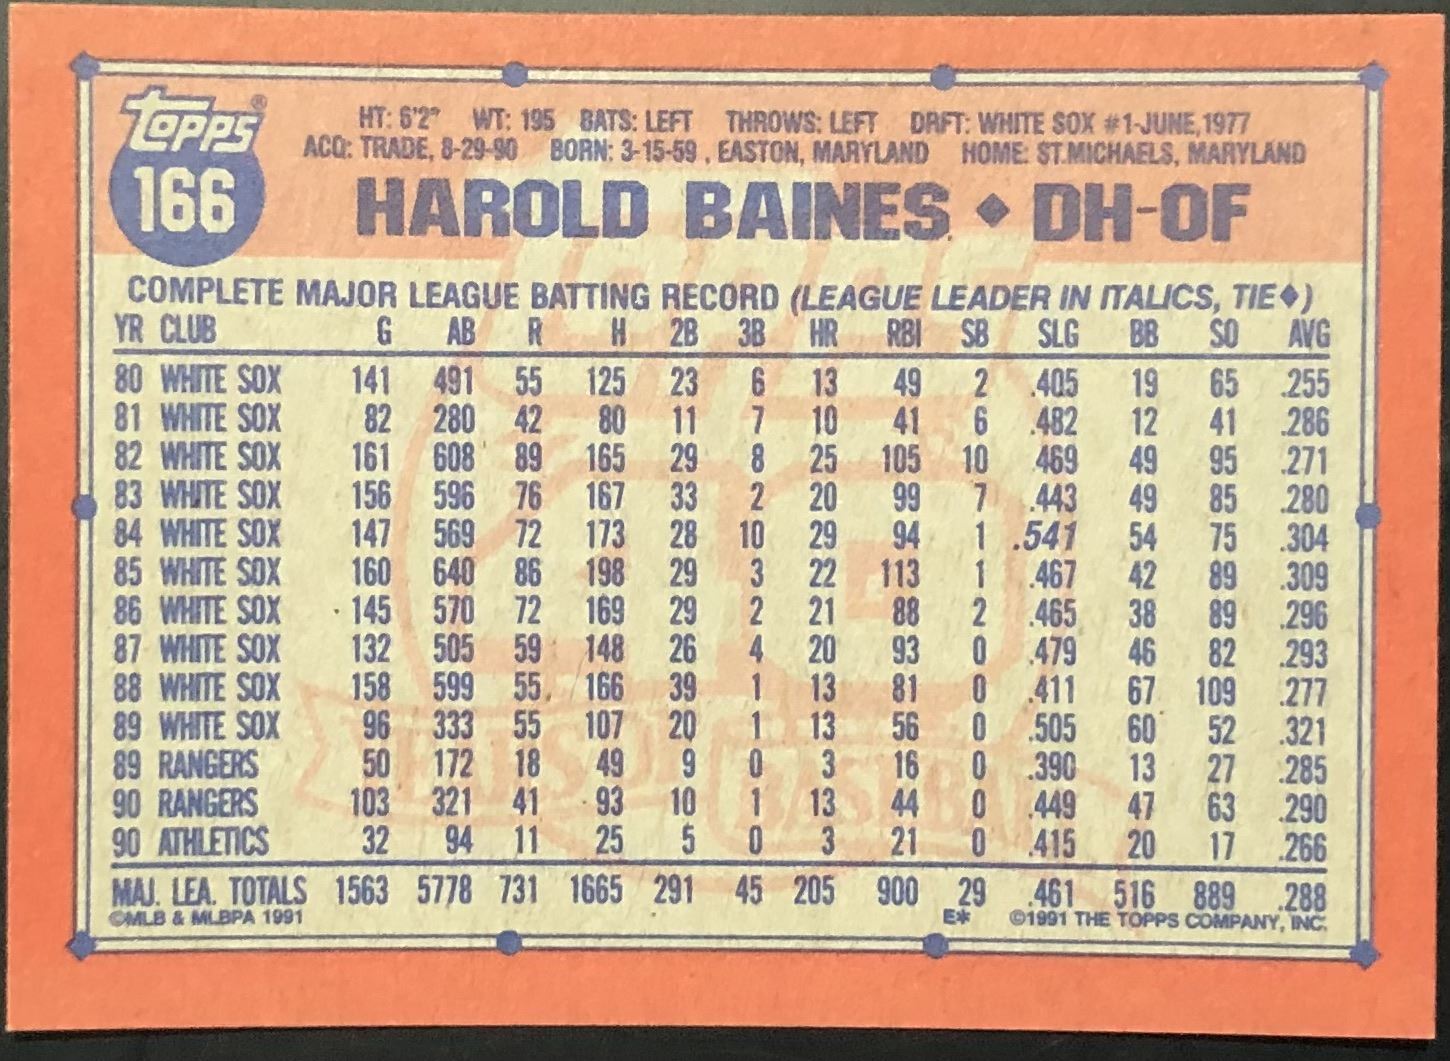 Topps®
166
HT: 6'2" WT: 195 BATS: LEFT THROWS: LEFT DRFT: WHITE SOX #1-JUNE,1977
ACQ: TRADE, 8-29-90 BORN: 3-15-59 , EASTON, MARYLAND HOME: ST.MICHAELS, MARYLAND
HAROLD BAINES ◆ DH-OF
COMPLETE MAJOR LEAGUE BATTING RECORD (LEAGUE LEADER IN ITALICS, TIE◆)
YR CLUB G AB R H 2B 3B HR RBI SB SLG BB SO AVG
80 WHITE SOX 141 491 55 125 23 6 13 49 2 .405 19 65 .255
81 WHITE SOX 82 280 42 80 11 7 10 41 6 .482 12 41 .286
82 WHITE SOX 161 608 89 165 29 8 25 105 10 .469 49 95 .271
83 WHITE SOX 156 596 76 167 33 2 20 99 7 .443 49 85 .280
84 WHITE SOX 147 569 72 173 28 10 29 94 1 .541 54 75 .304
85 WHITE SOX 160 640 86 198 29 3 22 113 1 .467 42 89 .309
86 WHITE SOX 145 570 72 169 29 2 21 88 2 .465 38 89 .296
87 WHITE SOX 132 505 59 148 26 4 20 93 0 .479 46 82 .293
88 WHITE SOX 158 599 55 166 39 1 13 81 0 .411 67 109 .277
89 WHITE SOX 96 333 55 107 20 1 13 56 0 .505 60 52 .321
89 RANGERS 50 172 18 49 9 0 3 16 0 .390 13 27 .285
90 RANGERS 103 321 41 93 10 1 13 44 0 .449 47 63 .290
90 ATHLETICS 32 94 11 25 5 0 3 21 0 .415 20 17 .266
MAJ. LEA. TOTALS 1563 5778 731 1665 291 45 205 900 29 .461 516 889 .288
©MLB & MLBPA 1991 E* ©1991 THE TOPPS COMPANY, INC.
Topps
40
YEARS OF
BASEBALL